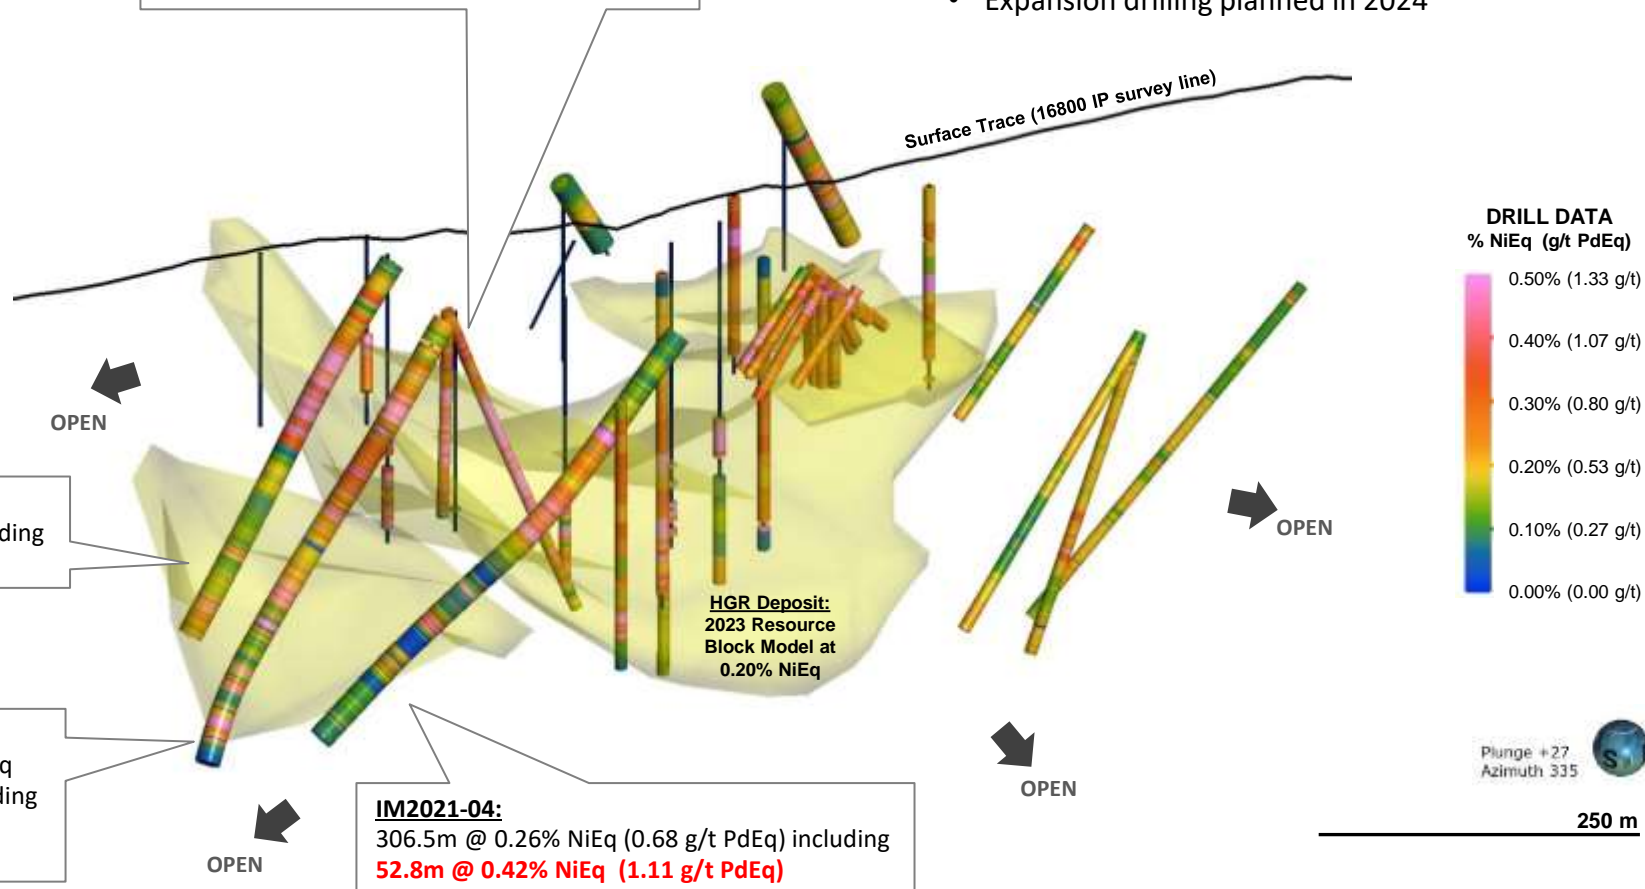 • Expansion drilling planned in 2024
Surface Trace (16800 IP survey line)
DRILL DATA
% NiEq (g/t PdEq)
0.50% (1.33 g/t)
0.40% (1.07 g/t)
0.30% (0.80 g/t)
0.20% (0.53 g/t)
0.10% (0.27 g/t)
0.00% (0.00 g/t)
OPEN
ding
OPEN
HGR Deposit:
2023 Resource
Block Model at
0.20% NiEq
q
ding
OPEN
OPEN
IM2021-04:
306.5m @ 0.26% NiEq (0.68 g/t PdEq) including
52.8m @ 0.42% NiEq (1.11 g/t PdEq)
Plunge +27
Azimuth 335
S
250 m